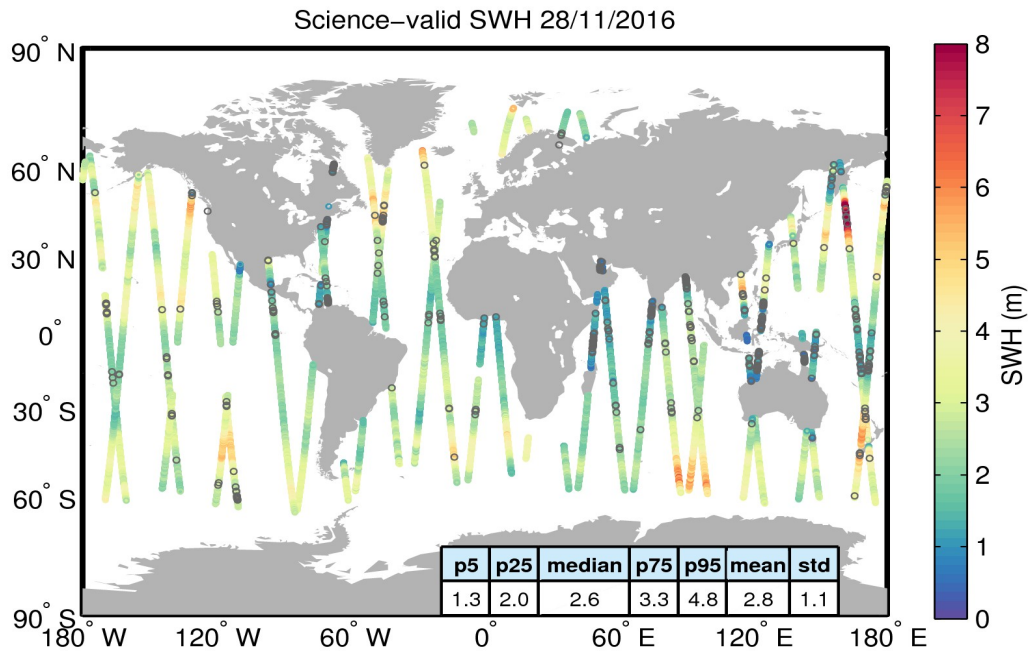 Science−valid SWH 28/11/2016
90° N
60° N
30° N
0°
30° S
60° S
90° S
180° W
120° W
60° W
0°
60° E
120° E
180° E
p5 p25 median p75 p95 mean std
1.3 2.0 2.6 3.3 4.8 2.8 1.1
8
7
6
5
4
3
2
1
0
SWH (m)